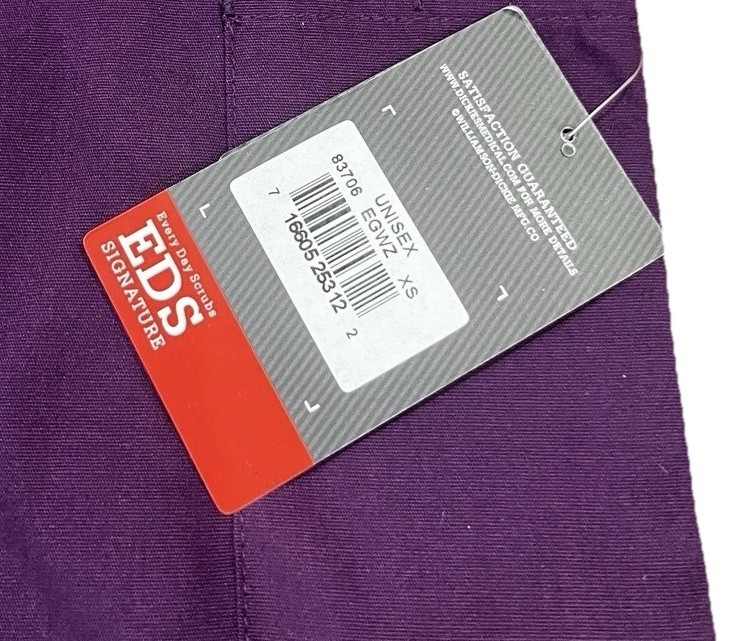 SATISFACTION GUARANTEED
WWW.DICKIESMEDICAL.COM FOR MORE DETAILS
©WILLIAMSON-DICKIE MFG.CO
UNISEX
83706 EGWZ XS
7 16605 25312 2
Every Day Scrubs
EDS
SIGNATURE